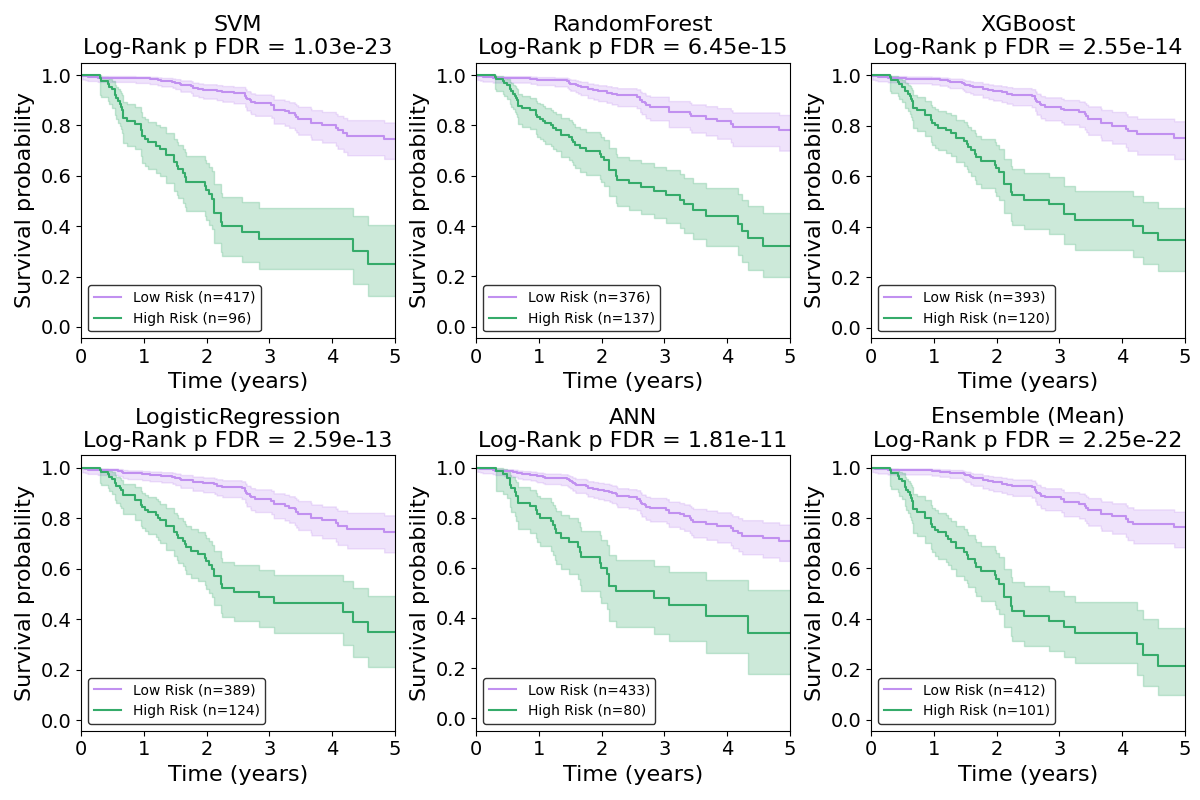 SVM
Log-Rank p FDR = 1.03e-23
Survival probability
1.0
0.8
0.6
0.4
0.2
0.0
Low Risk (n=417)
High Risk (n=96)
0 1 2 3 4 5
Time (years)
RandomForest
Log-Rank p FDR = 6.45e-15
Survival probability
1.0
0.8
0.6
0.4
0.2
0.0
Low Risk (n=376)
High Risk (n=137)
0 1 2 3 4 5
Time (years)
XGBoost
Log-Rank p FDR = 2.55e-14
Survival probability
1.0
0.8
0.6
0.4
0.2
0.0
Low Risk (n=393)
High Risk (n=120)
0 1 2 3 4 5
Time (years)
LogisticRegression
Log-Rank p FDR = 2.59e-13
Survival probability
1.0
0.8
0.6
0.4
0.2
0.0
Low Risk (n=389)
High Risk (n=124)
0 1 2 3 4 5
Time (years)
ANN
Log-Rank p FDR = 1.81e-11
Survival probability
1.0
0.8
0.6
0.4
0.2
0.0
Low Risk (n=433)
High Risk (n=80)
0 1 2 3 4 5
Time (years)
Ensemble (Mean)
Log-Rank p FDR = 2.25e-22
Survival probability
1.0
0.8
0.6
0.4
0.2
0.0
Low Risk (n=412)
High Risk (n=101)
0 1 2 3 4 5
Time (years)